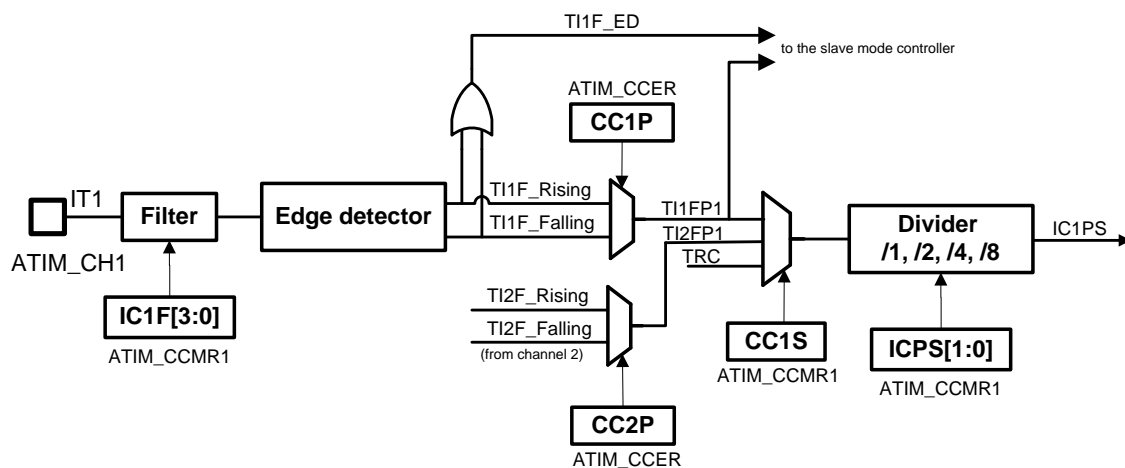 TI1F_ED
to the slave mode controller
ATIM_CCER
CC1P
IT1
Filter
Edge detector
TI1F_Rising
TI1F_Falling
TI1FP1
TI2FP1
TRC
Divider
/1, /2, /4, /8
IC1PS
ATIM_CH1
IC1F[3:0]
ATIM_CCMR1
TI2F_Rising
TI2F_Falling
(from channel 2)
CC1S
ATIM_CCMR1
ICPS[1:0]
ATIM_CCMR1
CC2P
ATIM_CCER